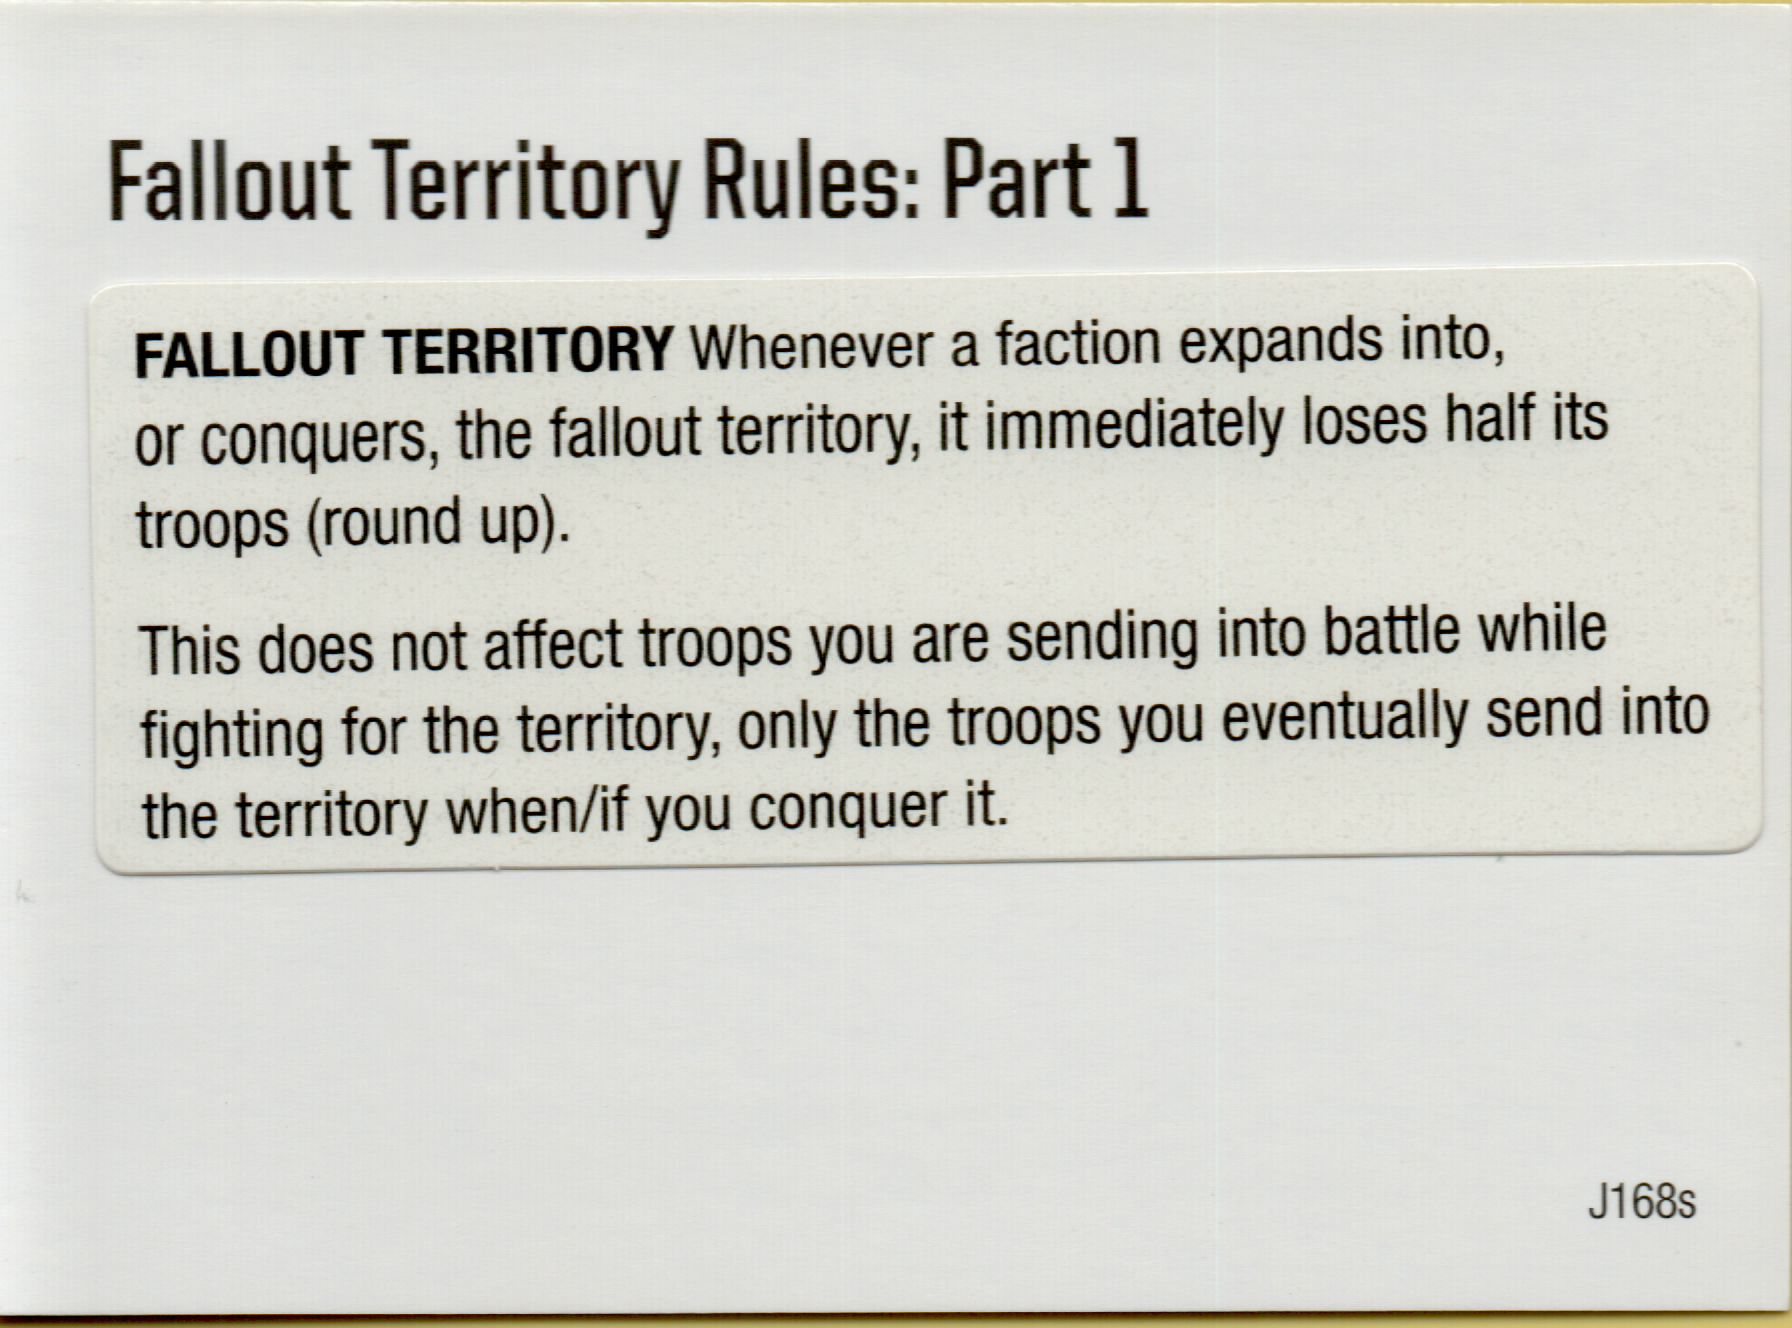 Fallout Territory Rules: Part 1
FALLOUT TERRITORY Whenever a faction expands into,
or conquers, the fallout territory, it immediately loses half its
troops (round up).
This does not affect troops you are sending into battle while
fighting for the territory, only the troops you eventually send into
the territory when/if you conquer it.
J168s